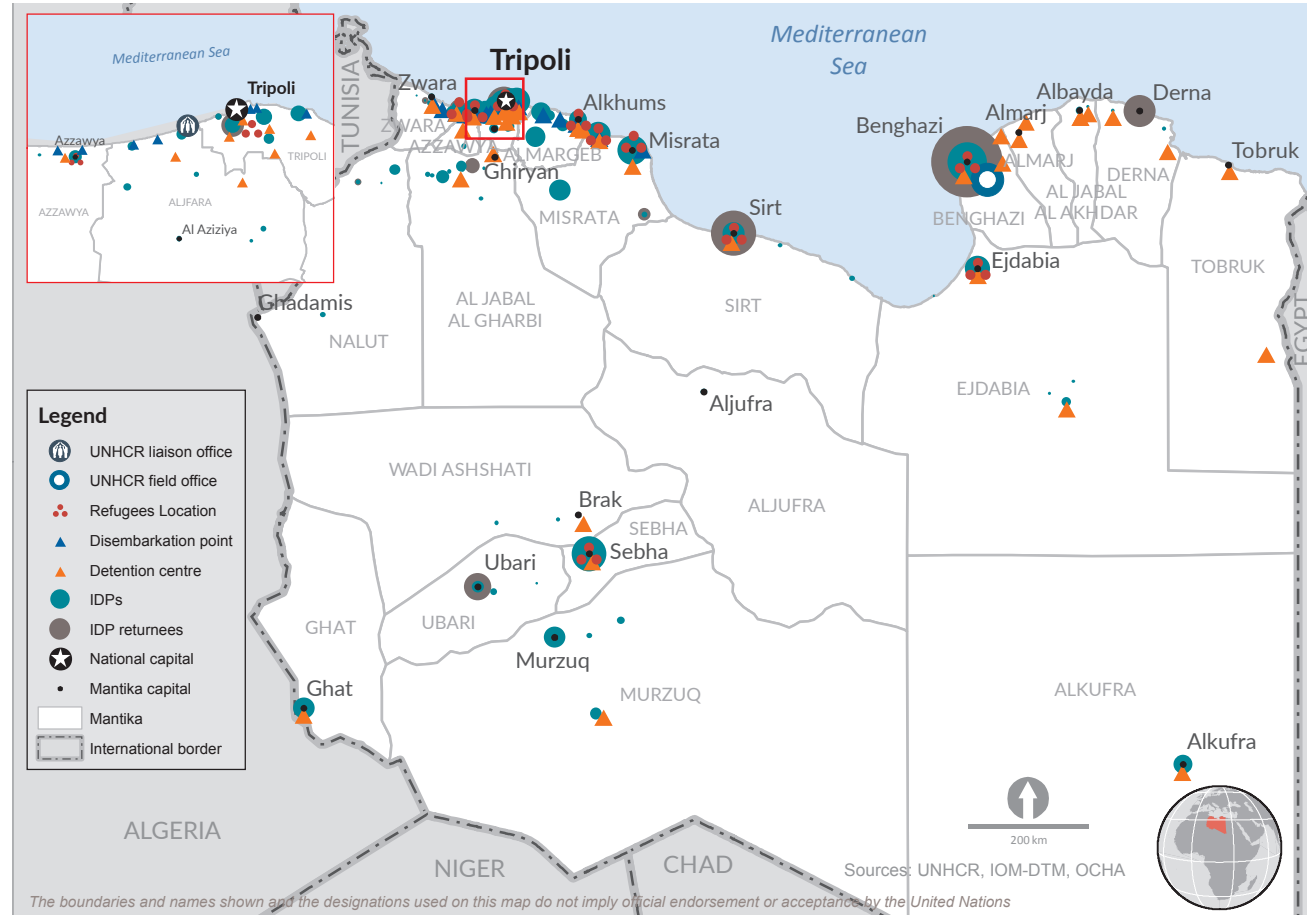 Mediterranean Sea
Tripoli
Azzawya
TRIPOLI
AZZAWYA
ALJFARA
Al Aziziya
TUNISIA
Mediterranean
Sea
Tripoli
Zwara
ZWARA
AZZAWYA
Alkhums
ALMARGEB
Misrata
Ghiryan
MISRATA
Sirt
Benghazi
Almarj
Albayda
Derna
Tobruk
ALMARJ
DERNA
AL JABAL
AL AKHDAR
BENGHAZI
Ejdabia
TOBRUK
EGYPT
Ghadamis
NALUT
AL JABAL
AL GHARBI
SIRT
EJDABIA
Aljufra
Legend
UNHCR liaison office
UNHCR field office
Refugees Location
Disembarkation point
Detention centre
IDPs
IDP returnees
National capital
Mantika capital
Mantika
International border
WADI ASHSHATI
Brak
SEBHA
ALJUFRA
Sebha
Ubari
UBARI
GHAT
Murzuq
Ghat
MURZUQ
ALKUFRA
Alkufra
200 km
ALGERIA
NIGER
CHAD
Sources: UNHCR, IOM-DTM, OCHA
The boundaries and names shown and the designations used on this map do not imply official endorsement or acceptance by the United Nations